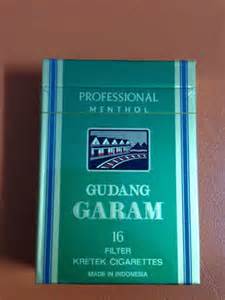 PROFESSIONAL
MENTHOL
GUDANG
GARAM
16
FILTER
KRETEK CIGARETTES
MADE IN INDONESIA